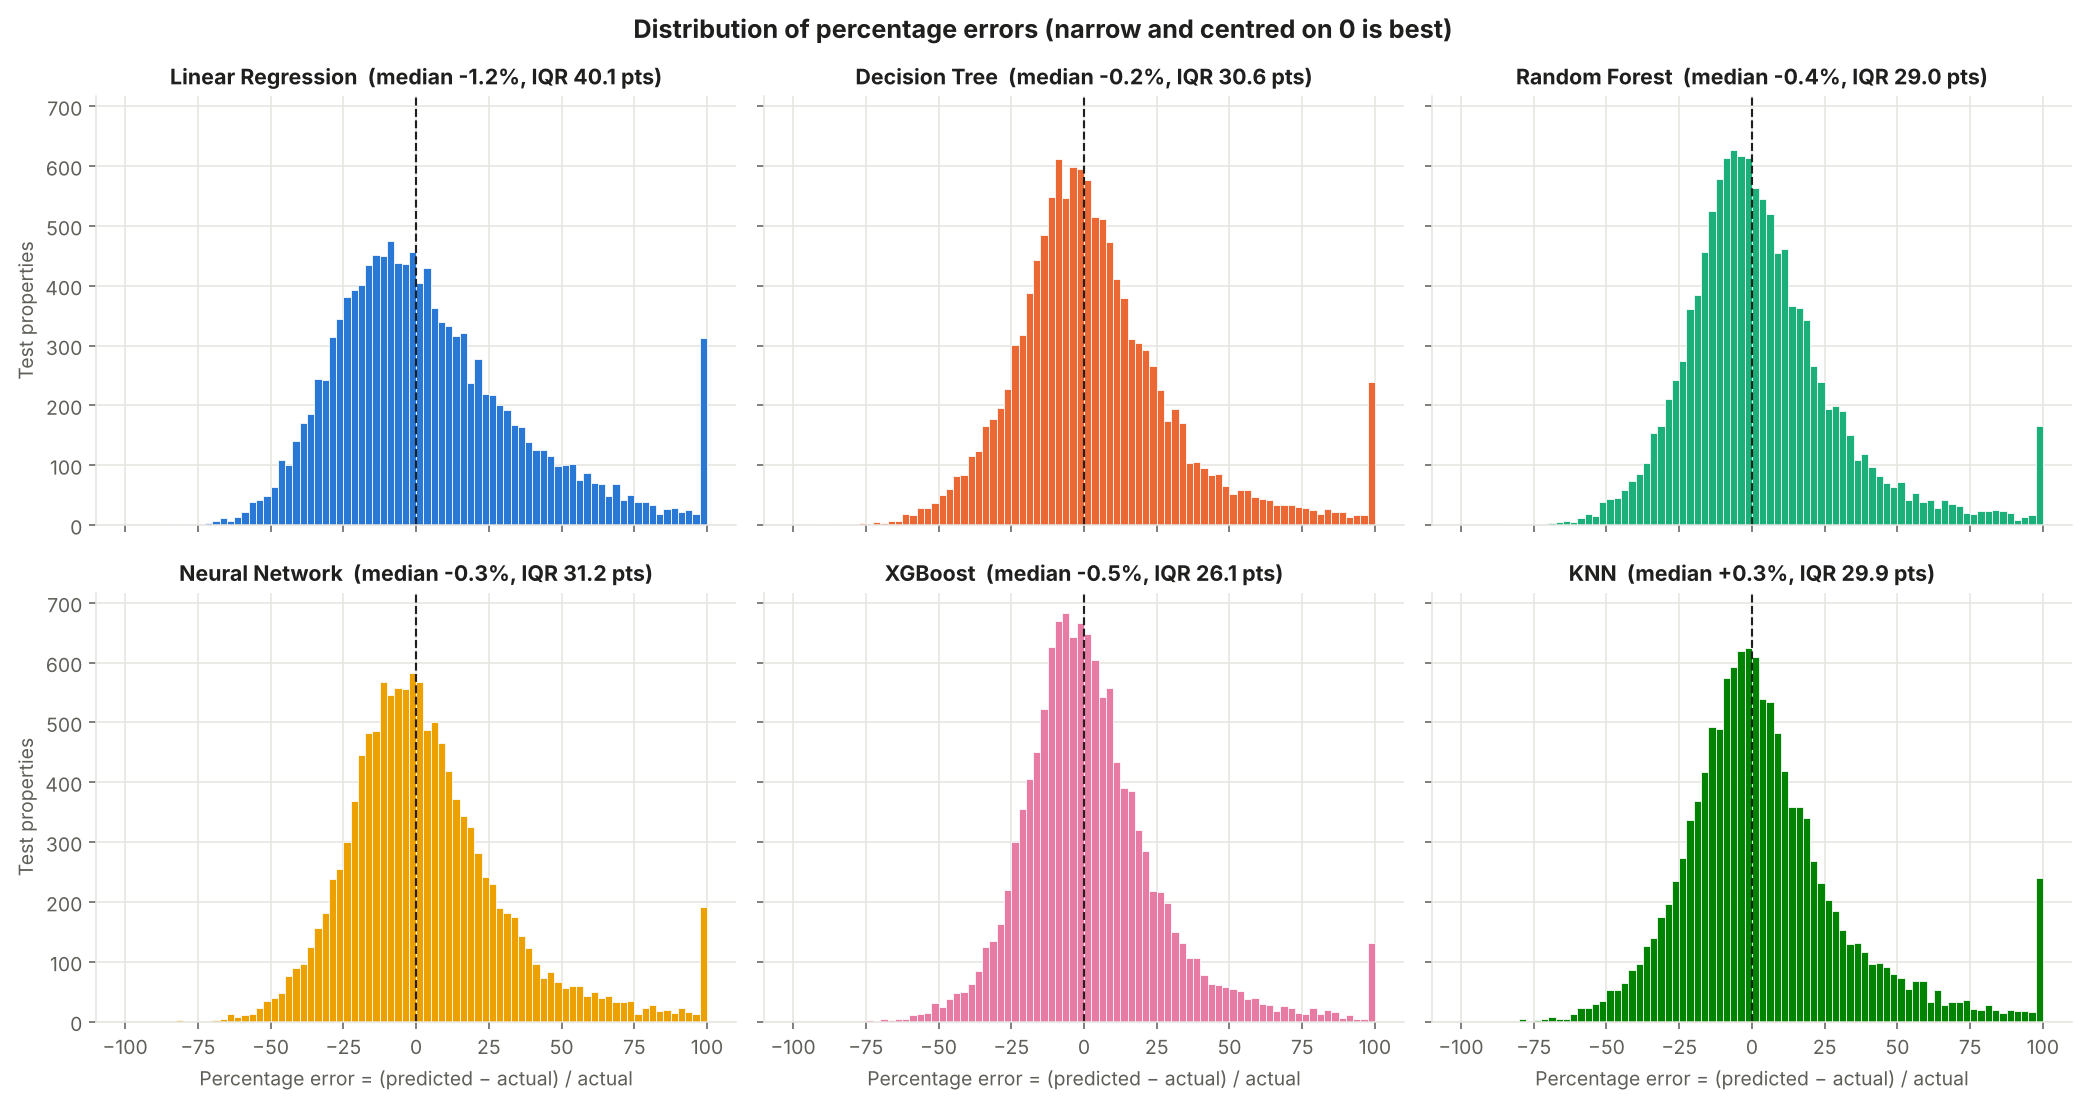 Distribution of percentage errors (narrow and centred on 0 is best)
Linear Regression (median -1.2%, IQR 40.1 pts)
Decision Tree (median -0.2%, IQR 30.6 pts)
Random Forest (median -0.4%, IQR 29.0 pts)
Test properties
700
600
500
400
300
200
100
0
Neural Network (median -0.3%, IQR 31.2 pts)
XGBoost (median -0.5%, IQR 26.1 pts)
KNN (median +0.3%, IQR 29.9 pts)
Test properties
700
600
500
400
300
200
100
0
−100 −75 −50 −25 0 25 50 75 100
−100 −75 −50 −25 0 25 50 75 100
−100 −75 −50 −25 0 25 50 75 100
Percentage error = (predicted − actual) / actual
Percentage error = (predicted − actual) / actual
Percentage error = (predicted − actual) / actual